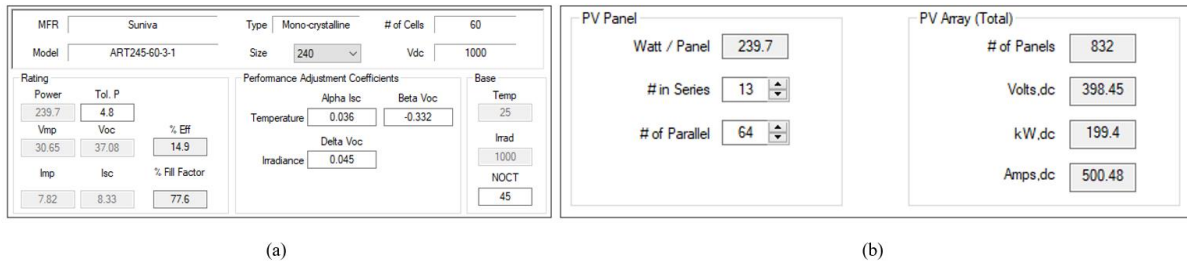 MFR Suniva Type Mono-crystalline # of Cells 60
Model ART245-60-3-1 Size 240 Vdc 1000
Rating
Power Tol. P
239.7 4.8
Vmp Voc % Eff
30.65 37.08 14.9
Imp Isc % Fill Factor
7.82 8.33 77.6
Performance Adjustment Coefficients
Alpha Isc Beta Voc
Temperature 0.036 -0.332
Delta Voc
Irradiance 0.045
Base
Temp
25
Irrad
1000
NOCT
45
(a)
PV Panel
Watt / Panel 239.7
# in Series 13
# of Parallel 64
PV Array (Total)
# of Panels 832
Volts,dc 398.45
kW,dc 199.4
Amps,dc 500.48
(b)